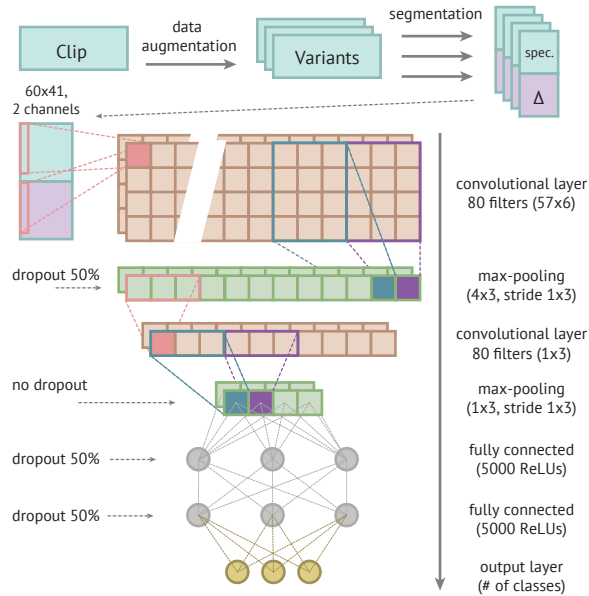 Clip
data
augmentation
Variants
segmentation
spec.
Δ
60x41,
2 channels
convolutional layer
80 filters (57x6)
dropout 50%
max-pooling
(4x3, stride 1x3)
convolutional layer
80 filters (1x3)
no dropout
max-pooling
(1x3, stride 1x3)
dropout 50%
fully connected
(5000 ReLUs)
dropout 50%
fully connected
(5000 ReLUs)
output layer
(# of classes)